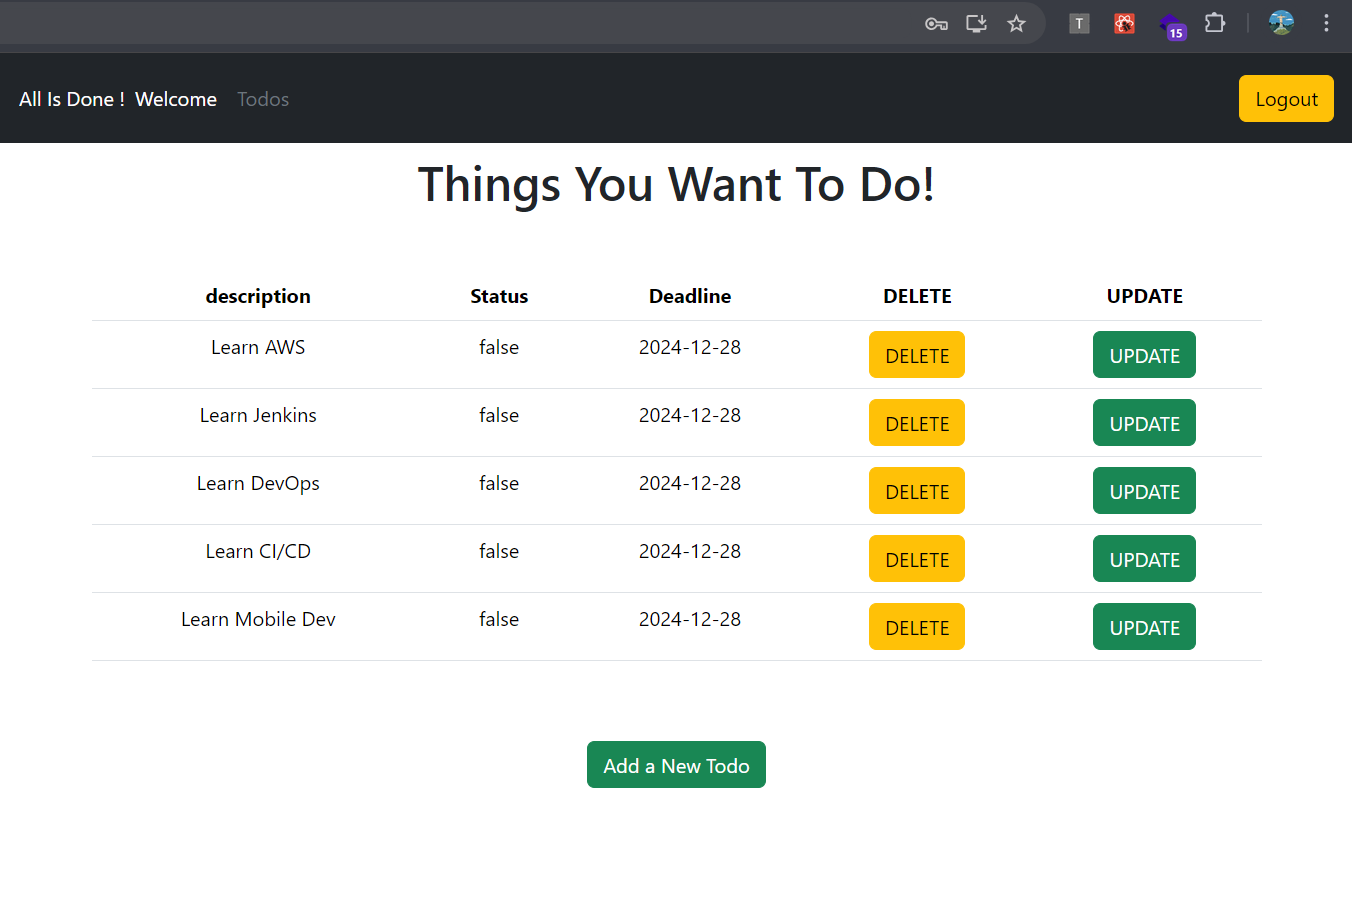 T
15
All Is Done ! Welcome Todos Logout
Things You Want To Do!
description Status Deadline DELETE UPDATE
Learn AWS false 2024-12-28 DELETE UPDATE
Learn Jenkins false 2024-12-28 DELETE UPDATE
Learn DevOps false 2024-12-28 DELETE UPDATE
Learn CI/CD false 2024-12-28 DELETE UPDATE
Learn Mobile Dev false 2024-12-28 DELETE UPDATE
Add a New Todo